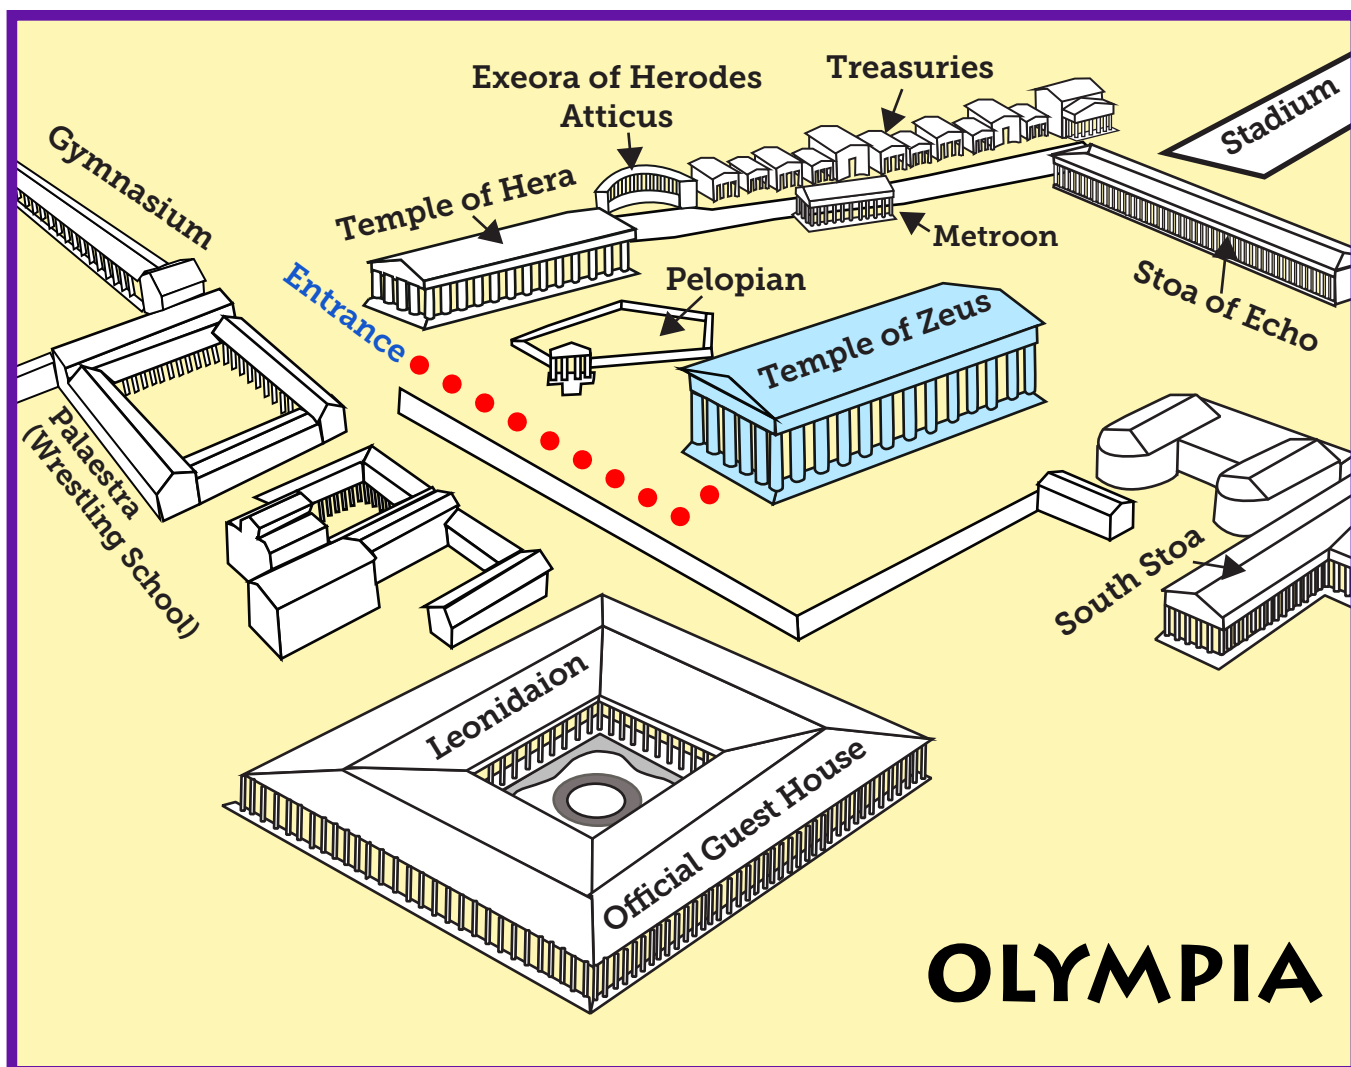 Exeora of Herodes
Atticus
Treasuries
Stadium
Gymnasium
Temple of Hera
Metroon
Entrance
Pelopian
Stoa of Echo
Temple of Zeus
Palaestra
(Wrestling School)
South Stoa
Leonidaion
Official Guest House
OLYMPIA